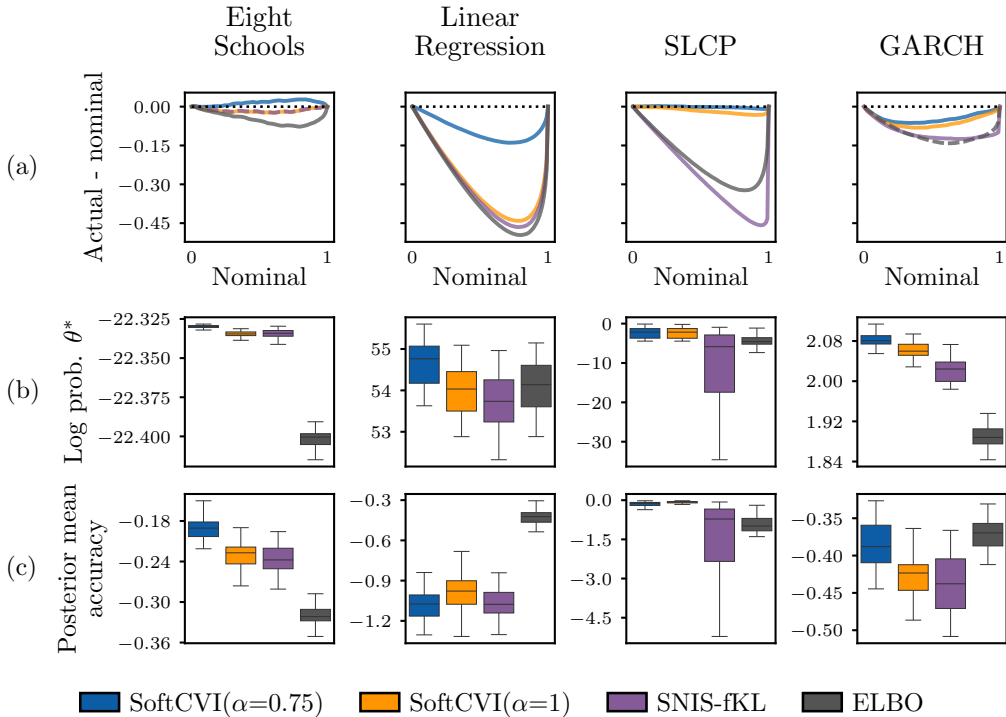 Eight
Schools
Linear
Regression
SLCP
GARCH
(a)
Actual - nominal
0.00
−0.15
−0.30
−0.45
0 1
Nominal
0 1
Nominal
0 1
Nominal
0 1
Nominal
(b)
Log prob. θ*
−22.325
−22.350
−22.375
−22.400
55
54
53
0
−10
−20
−30
2.08
2.00
1.92
1.84
(c)
Posterior mean
accuracy
−0.18
−0.24
−0.30
−0.36
−0.3
−0.6
−0.9
−1.2
0.0
−1.5
−3.0
−4.5
−0.35
−0.40
−0.45
−0.50
SoftCVI(α=0.75) SoftCVI(α=1) SNIS-fKL ELBO